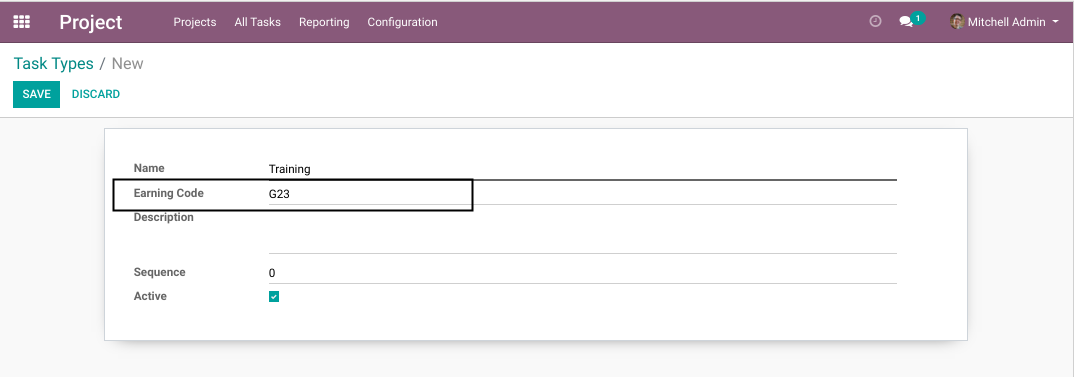 Project Projects All Tasks Reporting Configuration 1 Mitchell Admin
Task Types / New
SAVE DISCARD
Name Training
Earning Code G23
Description
Sequence 0
Active